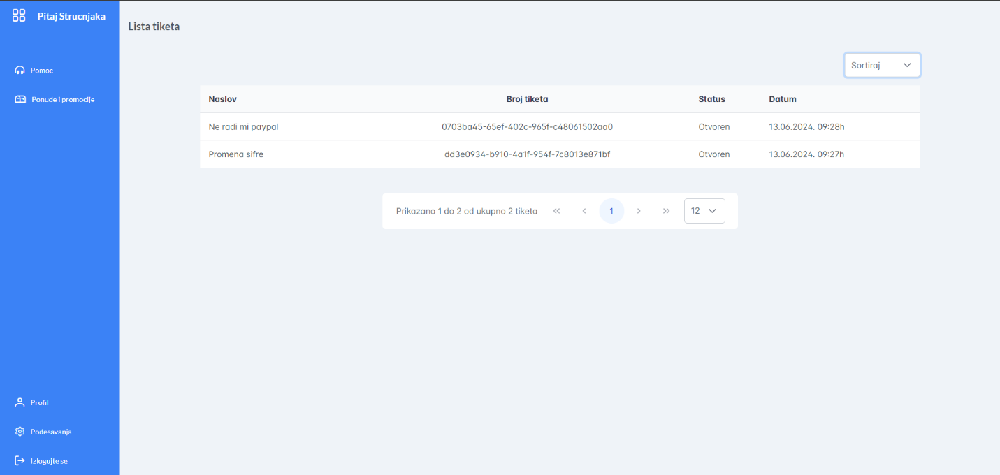 Pitaj Strucnjaka
Pomoc
Ponude i promocije
Profil
Podesavanja
Izlogujte se
Lista tiketa
Sortiraj
Naslov Broj tiketa Status Datum
Ne radi mi paypal 0703ba45-65ef-402c-965f-c48061502aa0 Otvoren 13.06.2024. 09:28h
Promena sifre dd3e0934-b910-4a1f-954f-7c8013e871bf Otvoren 13.06.2024. 09:27h
Prikazano 1 do 2 od ukupno 2 tiketa 1 12